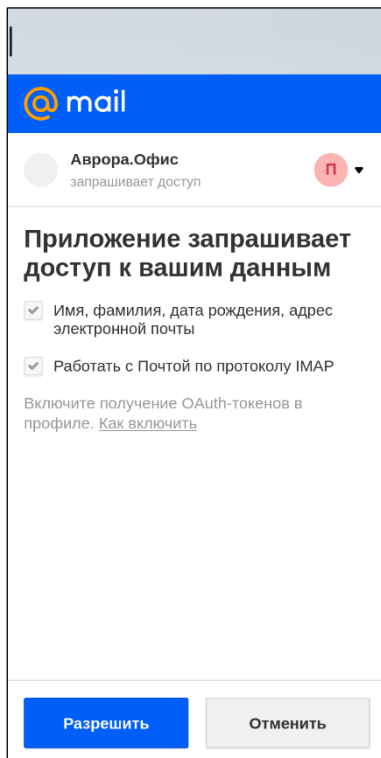 mail
Аврора.Офис
запрашивает доступ
П
Приложение запрашивает
доступ к вашим данным
Имя, фамилия, дата рождения, адрес
электронной почты
Работать с Почтой по протоколу IMAP
Включите получение OAuth-токенов в
профиле. Как включить
Разрешить
Отменить